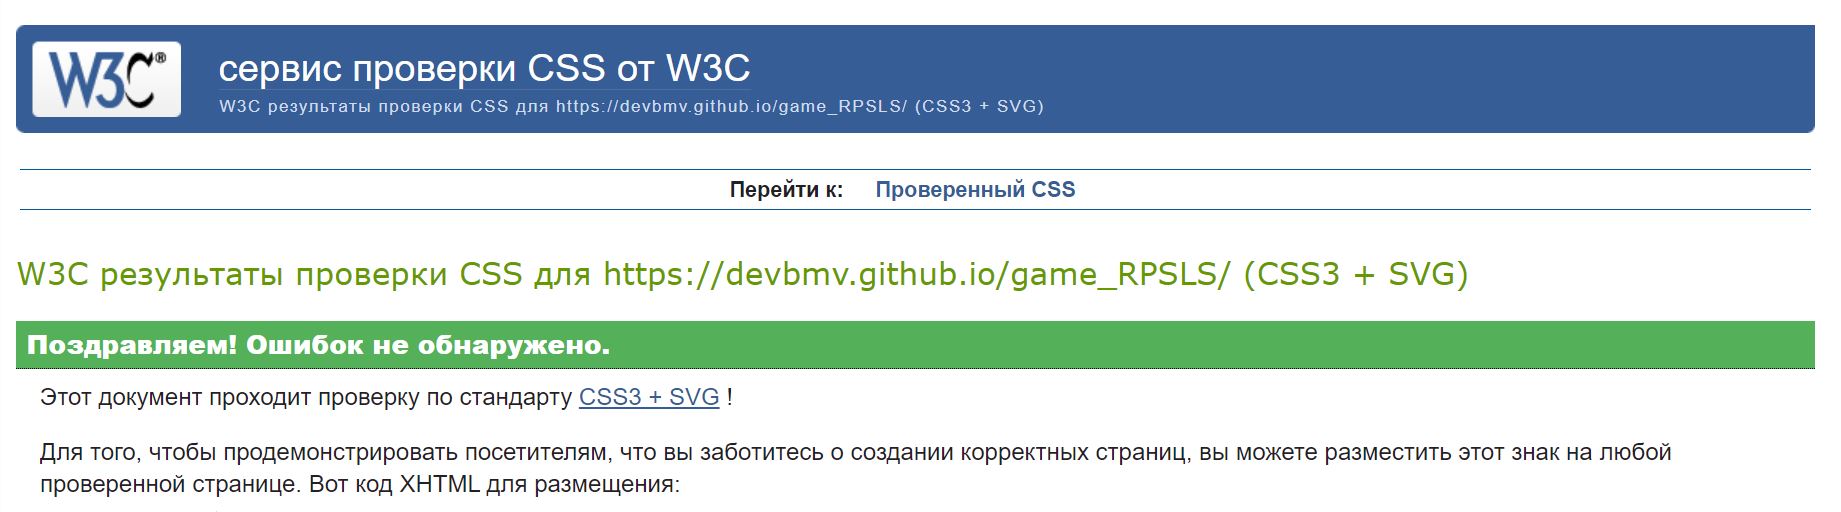 W3C®
сервис проверки CSS от W3C
W3C результаты проверки CSS для https://devbmv.github.io/game_RPSLS/ (CSS3 + SVG)
Перейти к: Проверенный CSS
W3C результаты проверки CSS для https://devbmv.github.io/game_RPSLS/ (CSS3 + SVG)
Поздравляем! Ошибок не обнаружено.
Этот документ проходит проверку по стандарту CSS3 + SVG !
Для того, чтобы продемонстрировать посетителям, что вы заботитесь о создании корректных страниц, вы можете разместить этот знак на любой
проверенной странице. Вот код XHTML для размещения: